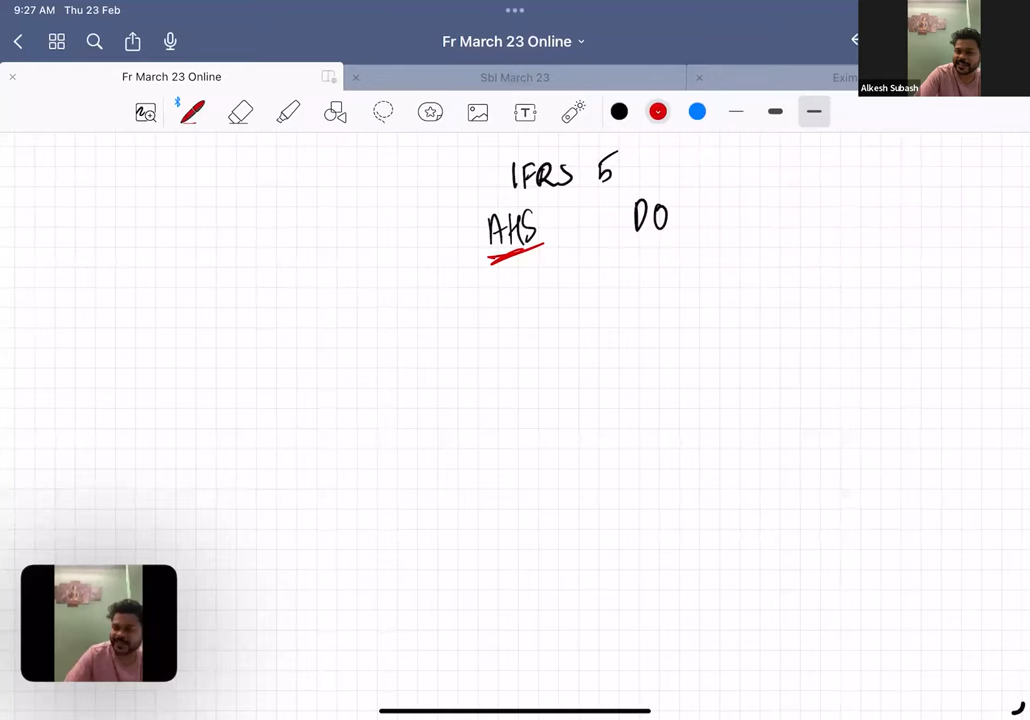 9:27 AM Thu 23 Feb
Fr March 23 Online
Alkesh Subash
Fr March 23 Online
Sbl March 23
Exim
IFRS 5
AHS DO